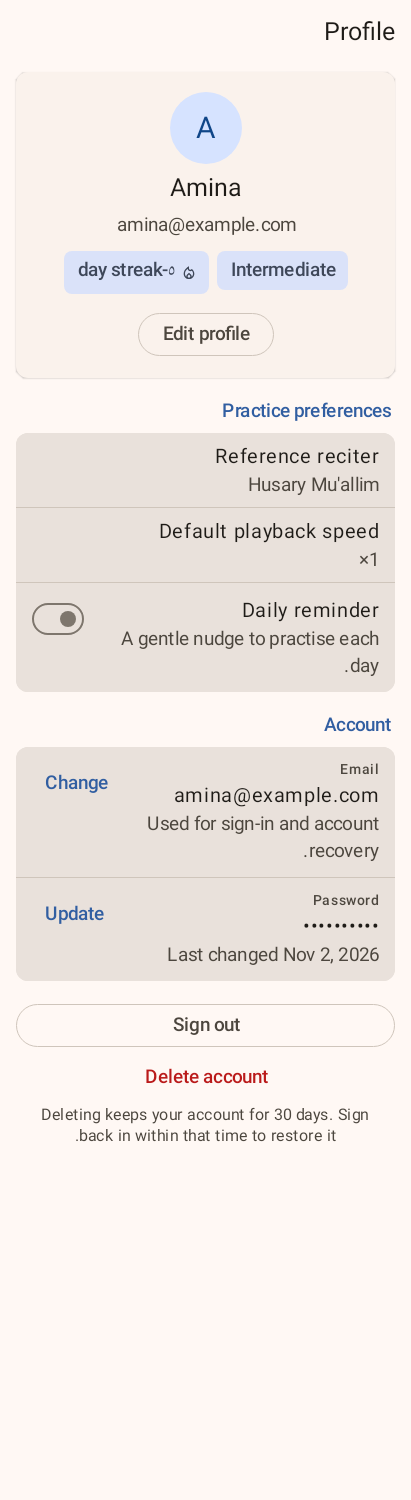 Profile
A
Amina
amina@example.com
Intermediate
day streak-০
Edit profile
Practice preferences
Reference reciter
Husary Mu'allim
Default playback speed
×1
Daily reminder
A gentle nudge to practise each
.day
Account
Email
amina@example.com
Used for sign-in and account
.recovery
Change
Password
••••••••••
Last changed Nov 2, 2026
Update
Sign out
Delete account
Deleting keeps your account for 30 days. Sign
.back in within that time to restore it